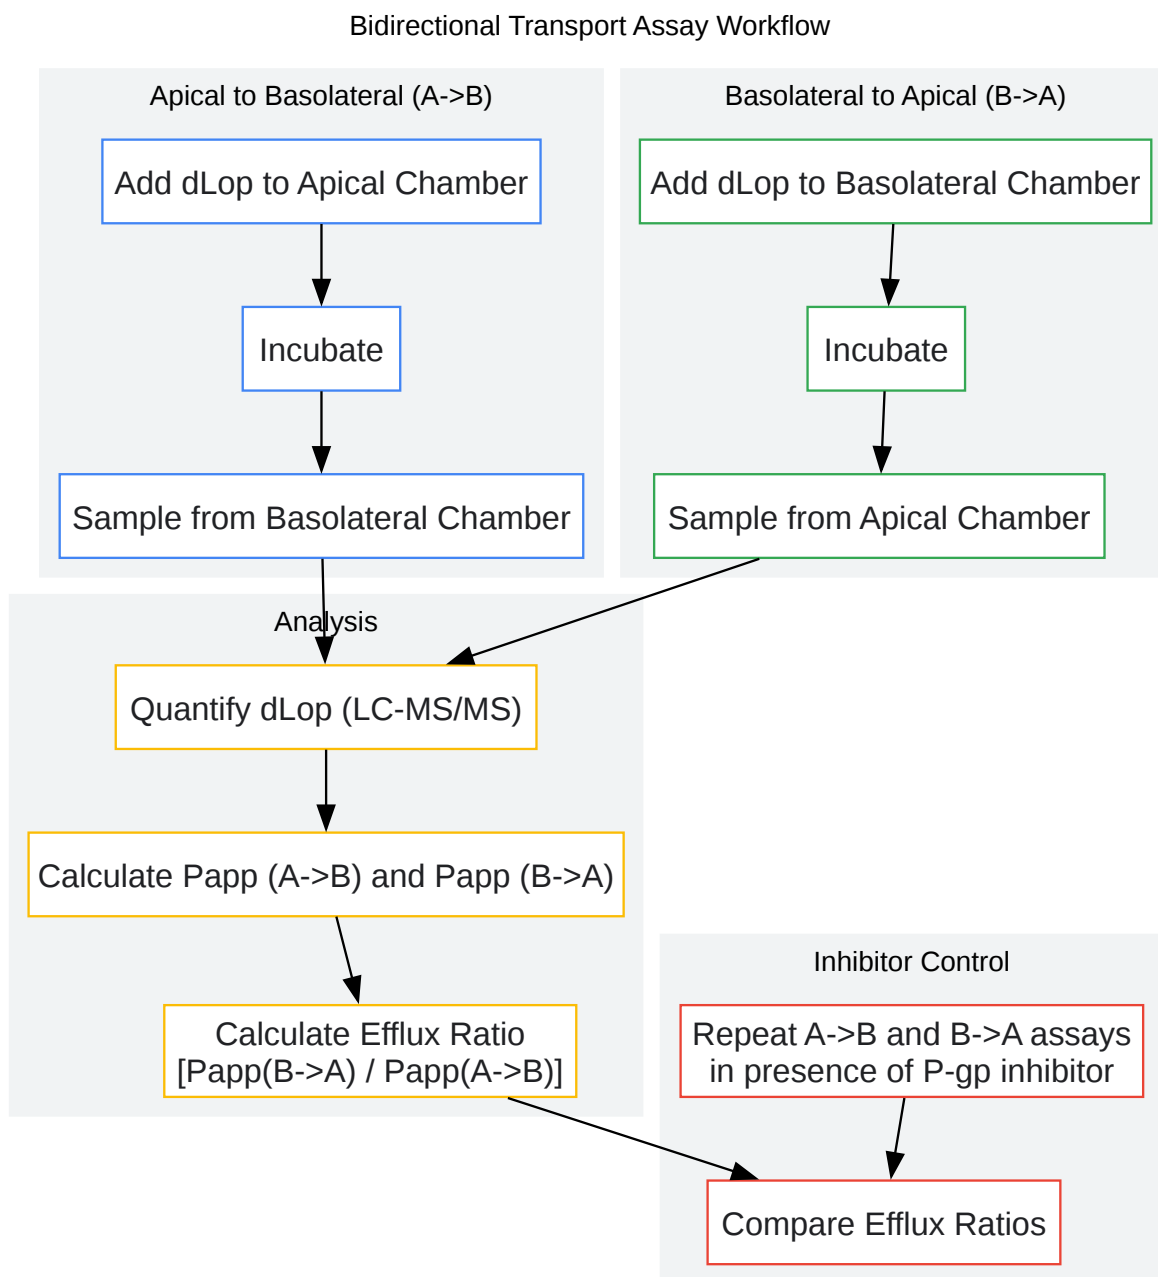 Bidirectional Transport Assay Workflow
Apical to Basolateral (A->B)
Add dLop to Apical Chamber
Incubate
Sample from Basolateral Chamber
Basolateral to Apical (B->A)
Add dLop to Basolateral Chamber
Incubate
Sample from Apical Chamber
Analysis
Quantify dLop (LC-MS/MS)
Calculate Papp (A->B) and Papp (B->A)
Calculate Efflux Ratio
[Papp(B->A) / Papp(A->B)]
Inhibitor Control
Repeat A->B and B->A assays
in presence of P-gp inhibitor
Compare Efflux Ratios